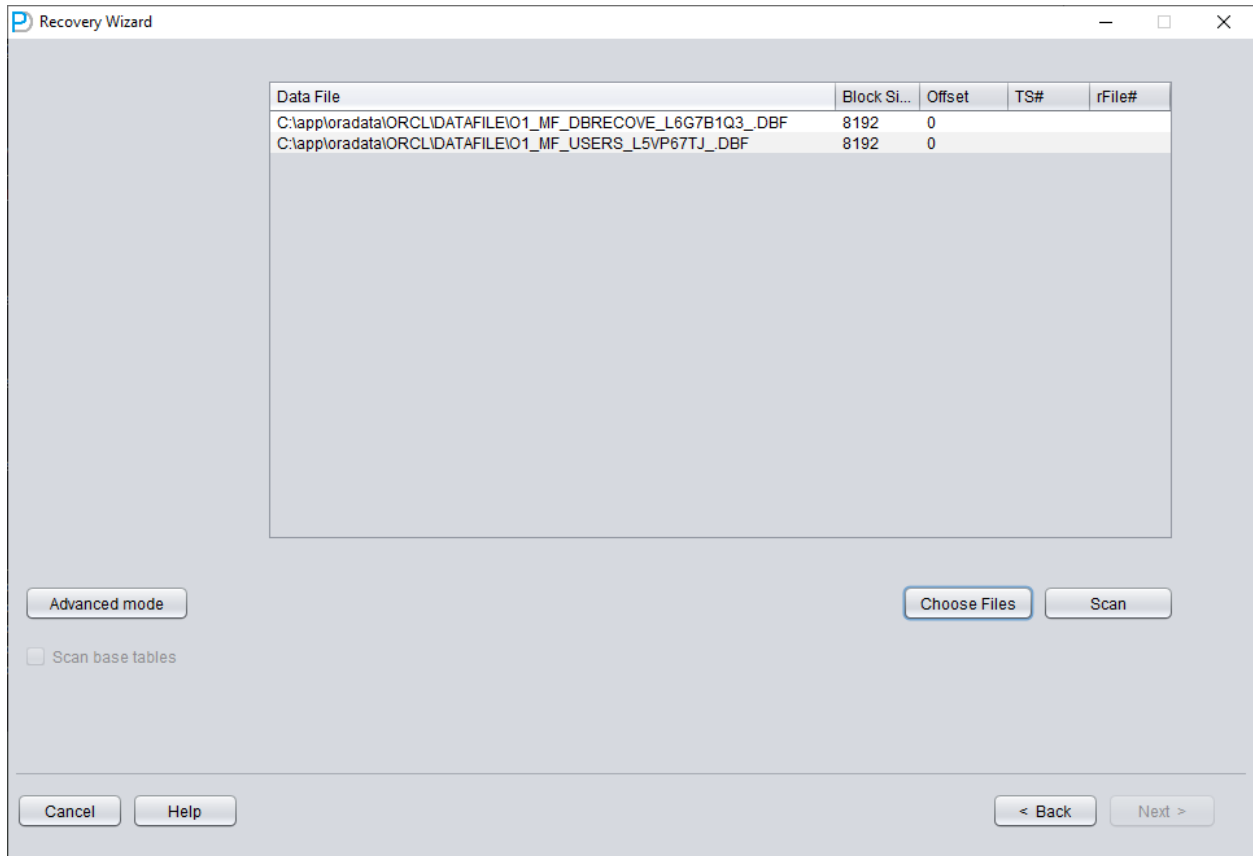 Recovery Wizard
Data File Block Si... Offset TS# rFile#
C:\app\oradata\ORCL\DATAFILE\O1_MF_DBRECOVE_L6G7B1Q3_.DBF 8192 0
C:\app\oradata\ORCL\DATAFILE\O1_MF_USERS_L5VP67TJ_.DBF 8192 0
Advanced mode Choose Files Scan
Scan base tables
Cancel Help < Back Next >